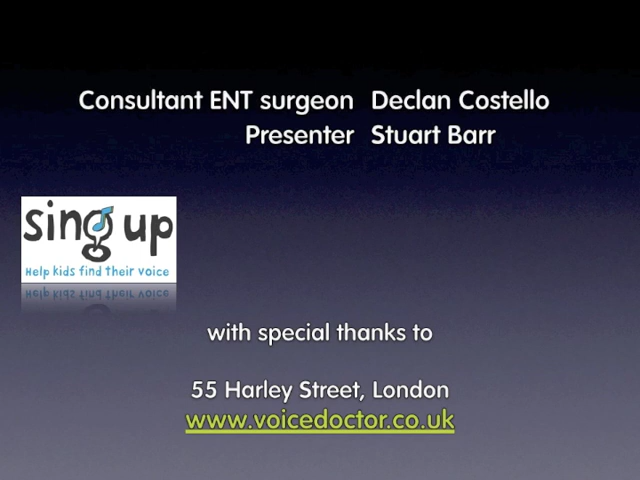 Consultant ENT surgeon Declan Costello
Presenter Stuart Barr
sing up
Help kids find their voice
with special thanks to
55 Harley Street, London
www.voicedoctor.co.uk